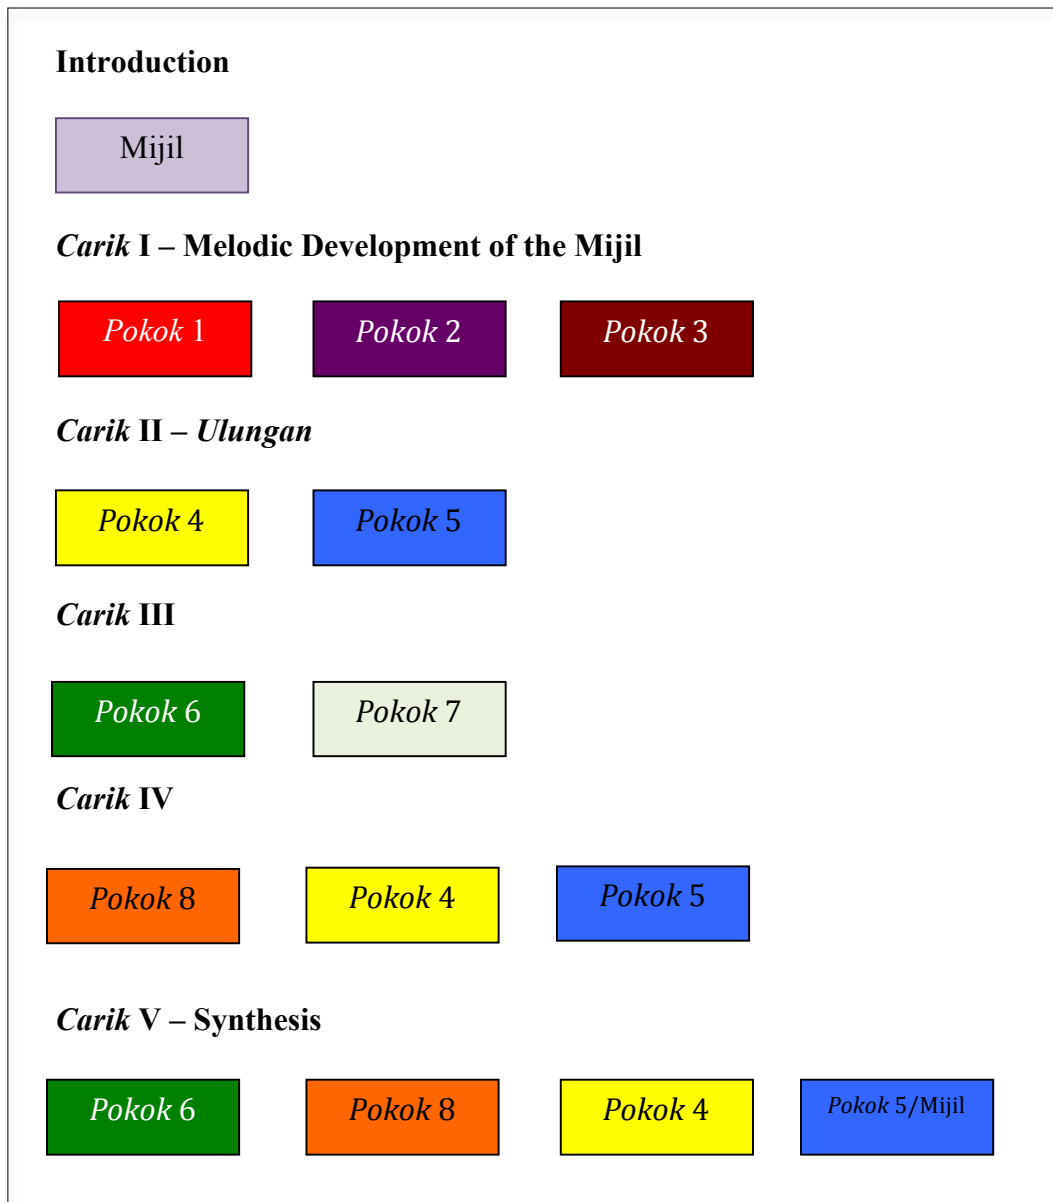 Introduction
Mijil
Carik I – Melodic Development of the Mijil
Pokok 1 Pokok 2 Pokok 3
Carik II – Ulungan
Pokok 4 Pokok 5
Carik III
Pokok 6 Pokok 7
Carik IV
Pokok 8 Pokok 4 Pokok 5
Carik V – Synthesis
Pokok 6 Pokok 8 Pokok 4 Pokok 5/Mijil